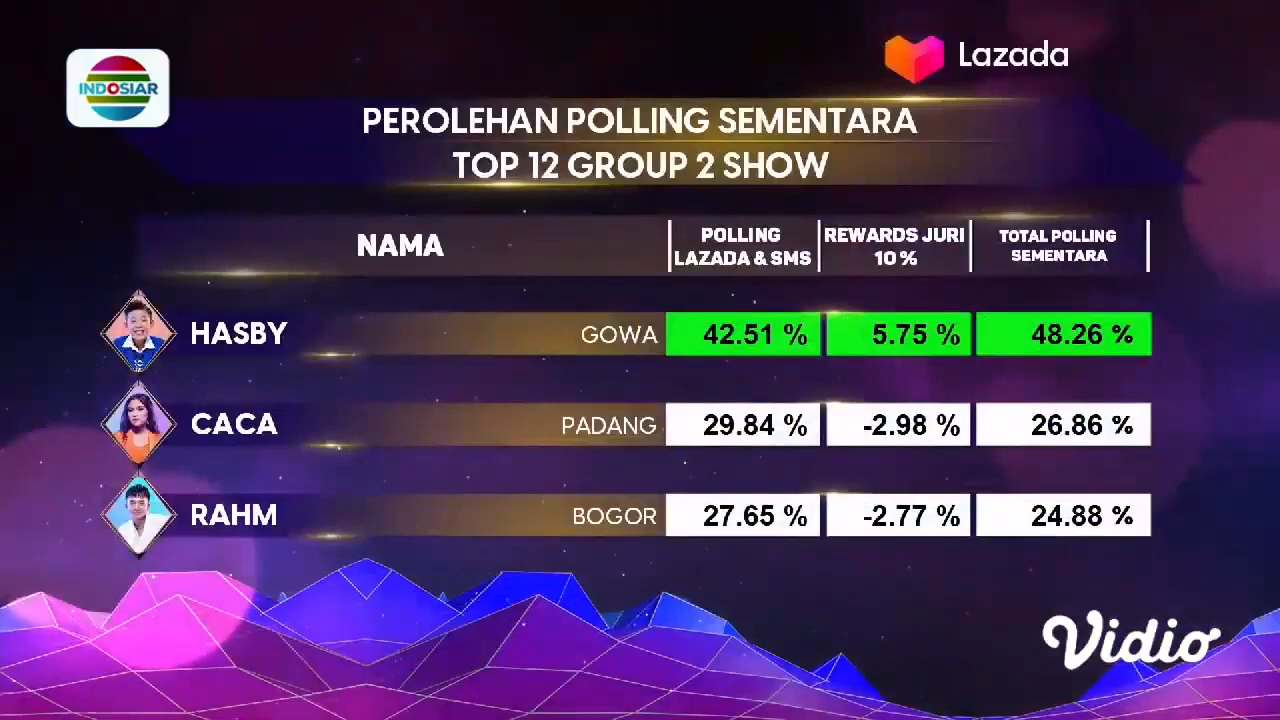 INDOSIAR
Lazada
PEROLEHAN POLLING SEMENTARA
TOP 12 GROUP 2 SHOW
NAMA
POLLING
LAZADA & SMS
REWARDS JURI
10 %
TOTAL POLLING
SEMENTARA
HASBY GOWA 42.51 % 5.75 % 48.26 %
CACA PADANG 29.84 % -2.98 % 26.86 %
RAHM BOGOR 27.65 % -2.77 % 24.88 %
Vidio